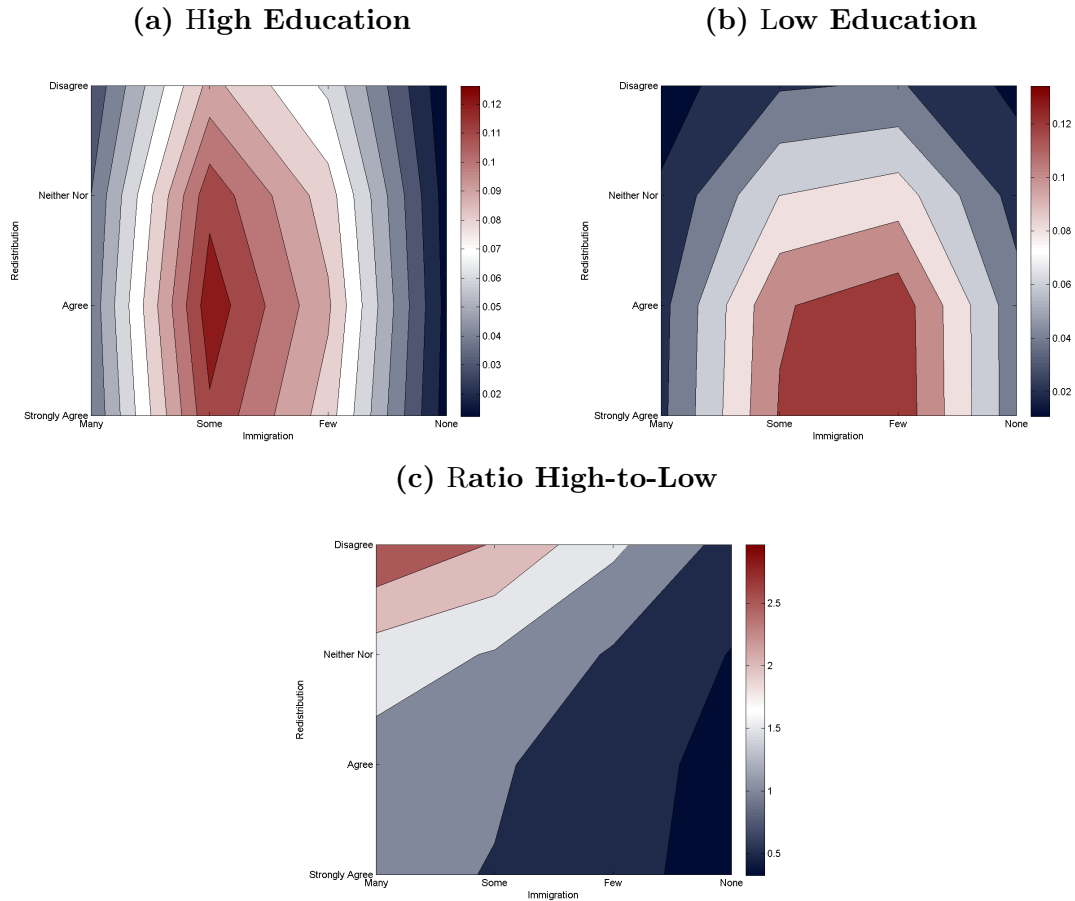 (a) High Education
Disagree
Neither Nor
Agree
Strongly Agree
Redistribution
Many
Some
Few
None
Immigration
0.12
0.11
0.1
0.09
0.08
0.07
0.06
0.05
0.04
0.03
0.02
(b) Low Education
Disagree
Neither Nor
Agree
Strongly Agree
Redistribution
Many
Some
Few
None
Immigration
0.12
0.1
0.08
0.06
0.04
0.02
(c) Ratio High-to-Low
Disagree
Neither Nor
Agree
Strongly Agree
Redistribution
Many
Some
Few
None
Immigration
2.5
2
1.5
1
0.5